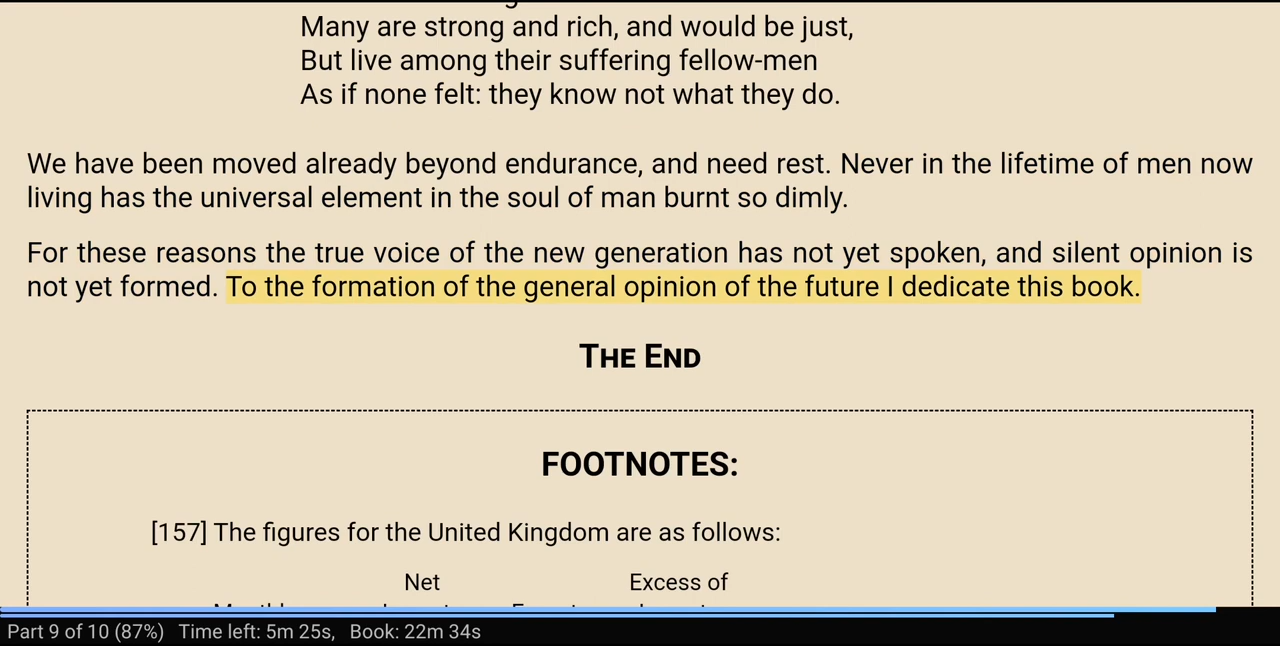 Many are strong and rich, and would be just,
But live among their suffering fellow-men
As if none felt: they know not what they do.
We have been moved already beyond endurance, and need rest. Never in the lifetime of men now
living has the universal element in the soul of man burnt so dimly.
For these reasons the true voice of the new generation has not yet spoken, and silent opinion is
not yet formed. To the formation of the general opinion of the future I dedicate this book.
The End
FOOTNOTES:
[157] The figures for the United Kingdom are as follows:
Net Excess of
Part 9 of 10 (87%) Time left: 5m 25s, Book: 22m 34s